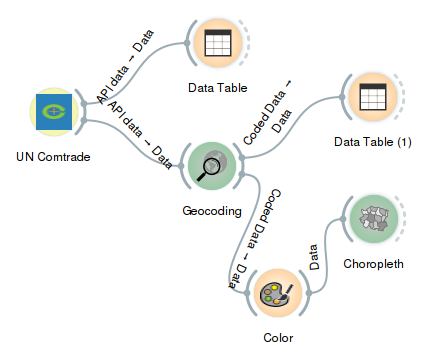 API data → Data
Data Table
UN Comtrade
API data → Data
Coded Data →
Data
Data Table (1)
Geocoding
Coded Data → Data
Data
Choropleth
Color